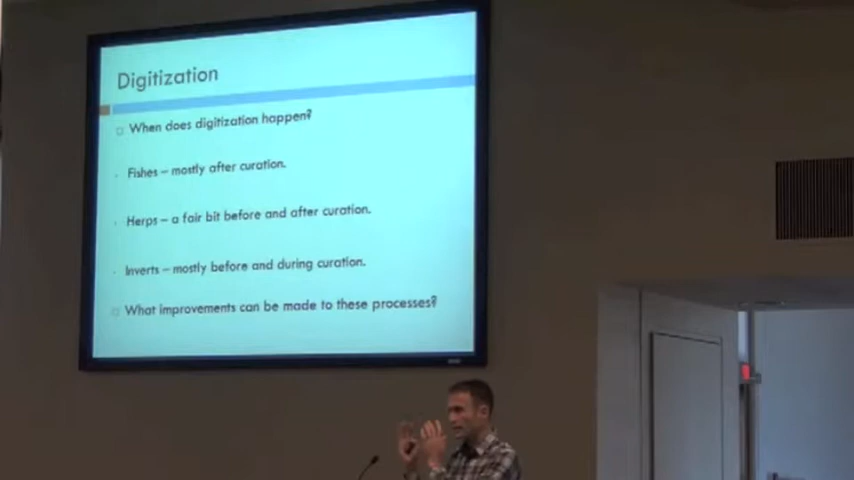 Digitization
When does digitization happen?
Fishes – mostly after curation.
Herps – a fair bit before and after curation.
Inverts – mostly before and during curation.
What improvements can be made to these processes?